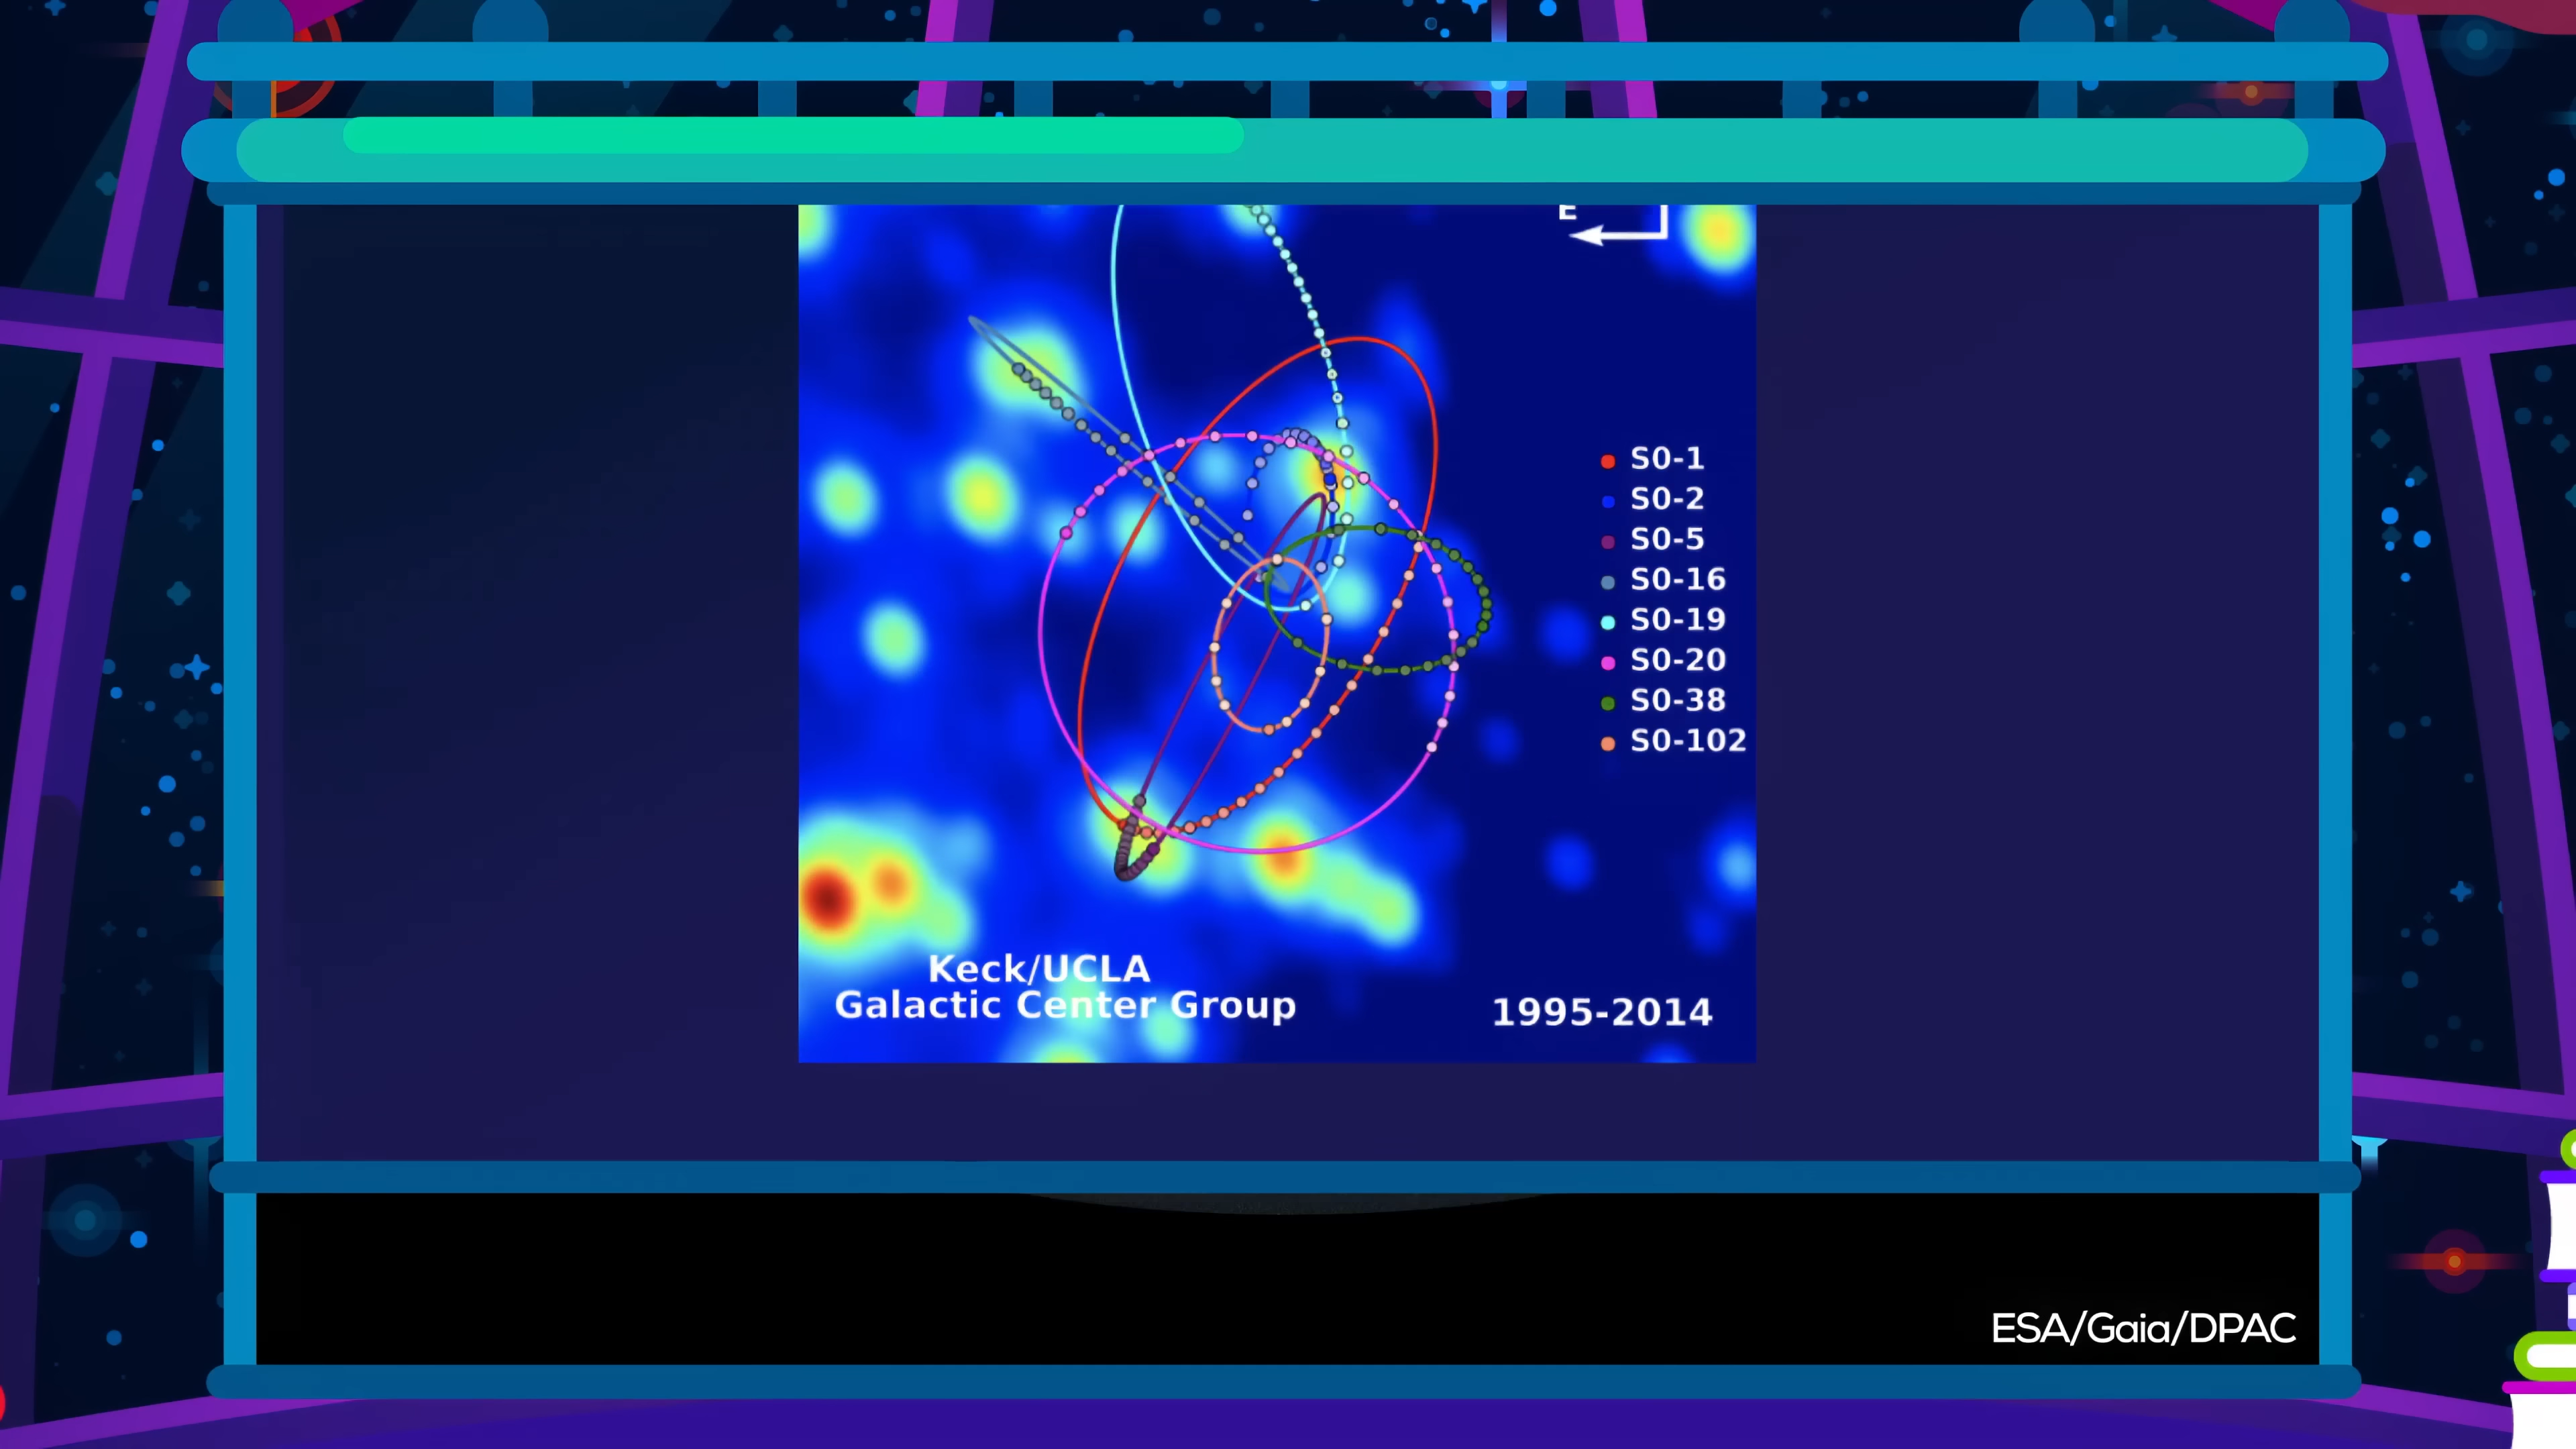 E
S0-1
S0-2
S0-5
S0-16
S0-19
S0-20
S0-38
S0-102
Keck/UCLA
Galactic Center Group
1995-2014
ESA/Gaia/DPAC